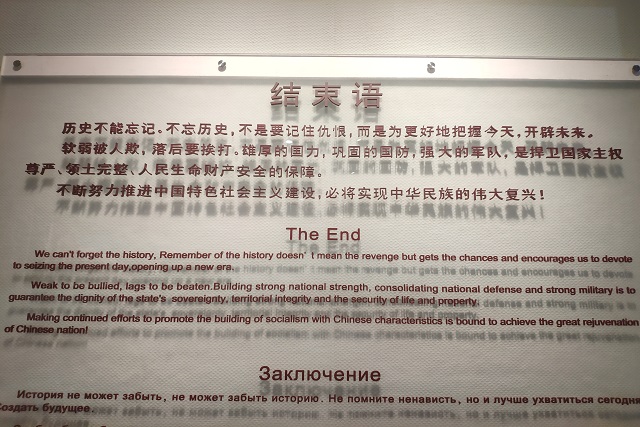 结束语
历史不能忘记。不忘历史，不是要记住仇恨，而是为更好地把握今天，开辟未来。
软弱被人欺，落后要挨打。雄厚的国力，巩固的国防，强大的军队，是捍卫国家主权
尊严、领土完整、人民生命财产安全的保障。
不断努力推进中国特色社会主义建设，必将实现中华民族的伟大复兴！
The End
We can't forget the history, Remember of the history doesn't mean the revenge but gets the chances and encourages us to devote
to seizing the present day,opening up a new era.
Weak to be bullied, lags to be beaten.Building strong national strength, consolidating national defense and strong military is to
guarantee the dignity of the state's sovereignty, territorial integrity and the security of life and property.
Making continued efforts to promote the building of socialism with Chinese characteristics is bound to achieve the great rejuvenation
of Chinese nation!
Заключение
История не может забыть, не может забыть историю. Не помните ненависть, но и лучше ухватиться сегодня
Создать будущее.